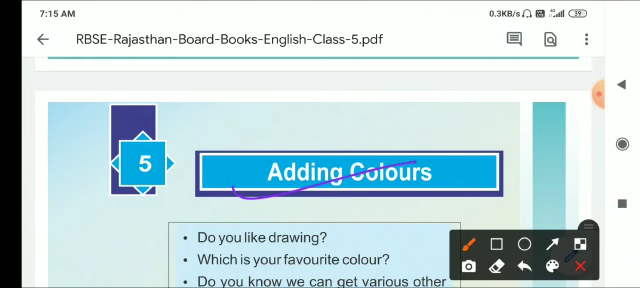 7:15 AM
0.3KB/s 4G 39
RBSE-Rajasthan-Board-Books-English-Class-5.pdf
5
Adding Colours
• Do you like drawing?
• Which is your favourite colour?
• Do you know we can get various other